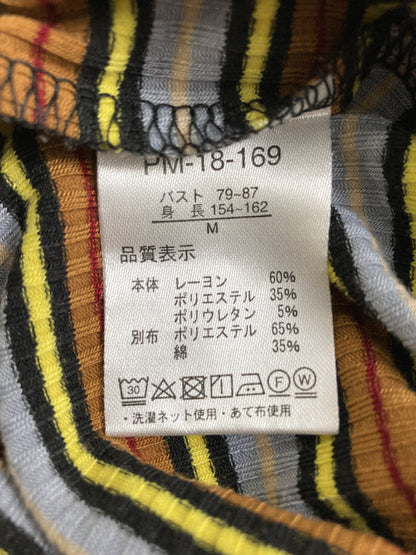 PM-18-169
バスト 79~87
身 長 154~162
M
品質表示
本体 レーヨン 60%
ポリエステル 35%
ポリウレタン 5%
別布 ポリエステル 65%
綿 35%
30 1 F W
・洗濯ネット使用・あて布使用